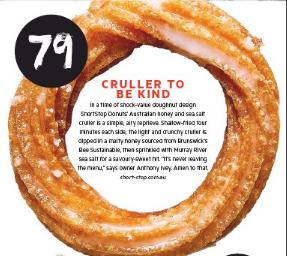 79
CRULLER TO
BE KIND
In a time of shock-value doughnut design
ShortStop Donuts' Australian honey and sea salt
cruller is a simple, airy reprieve. Shallow-fried four
minutes each side, the light and crunchy cruller is
dipped in a malty honey sourced from Brunswick's
Bee Sustainable, then sprinkled with Murray River
sea salt for a savoury-sweet hit. "It's never leaving
the menu," says owner Anthony Ivey. Amen to that.
short-stop.com.au